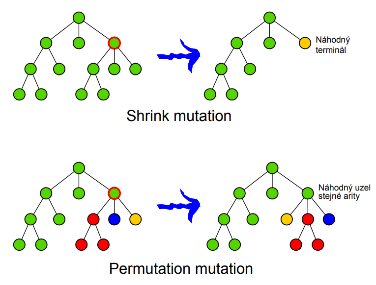 Náhodný
terminál
Shrink mutation
Náhodný uzel
stejné arity
Permutation mutation